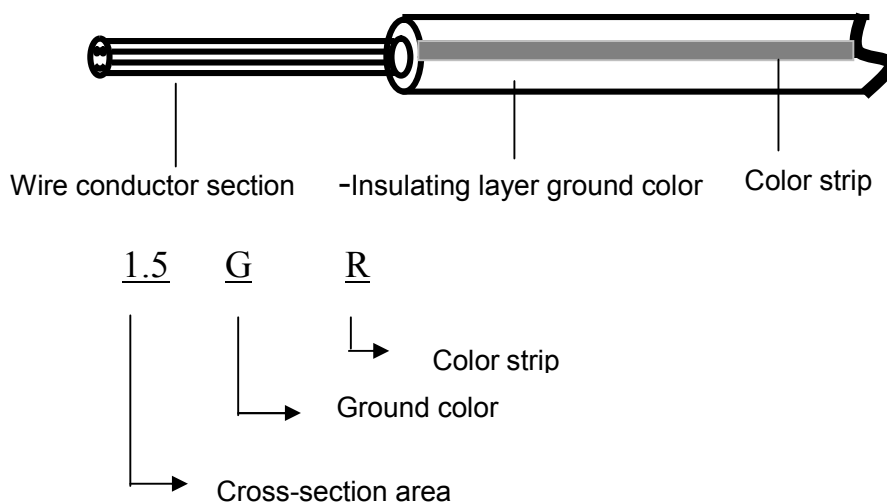 Wire conductor section -Insulating layer ground color Color strip
1.5 G R
Color strip
Ground color
Cross-section area